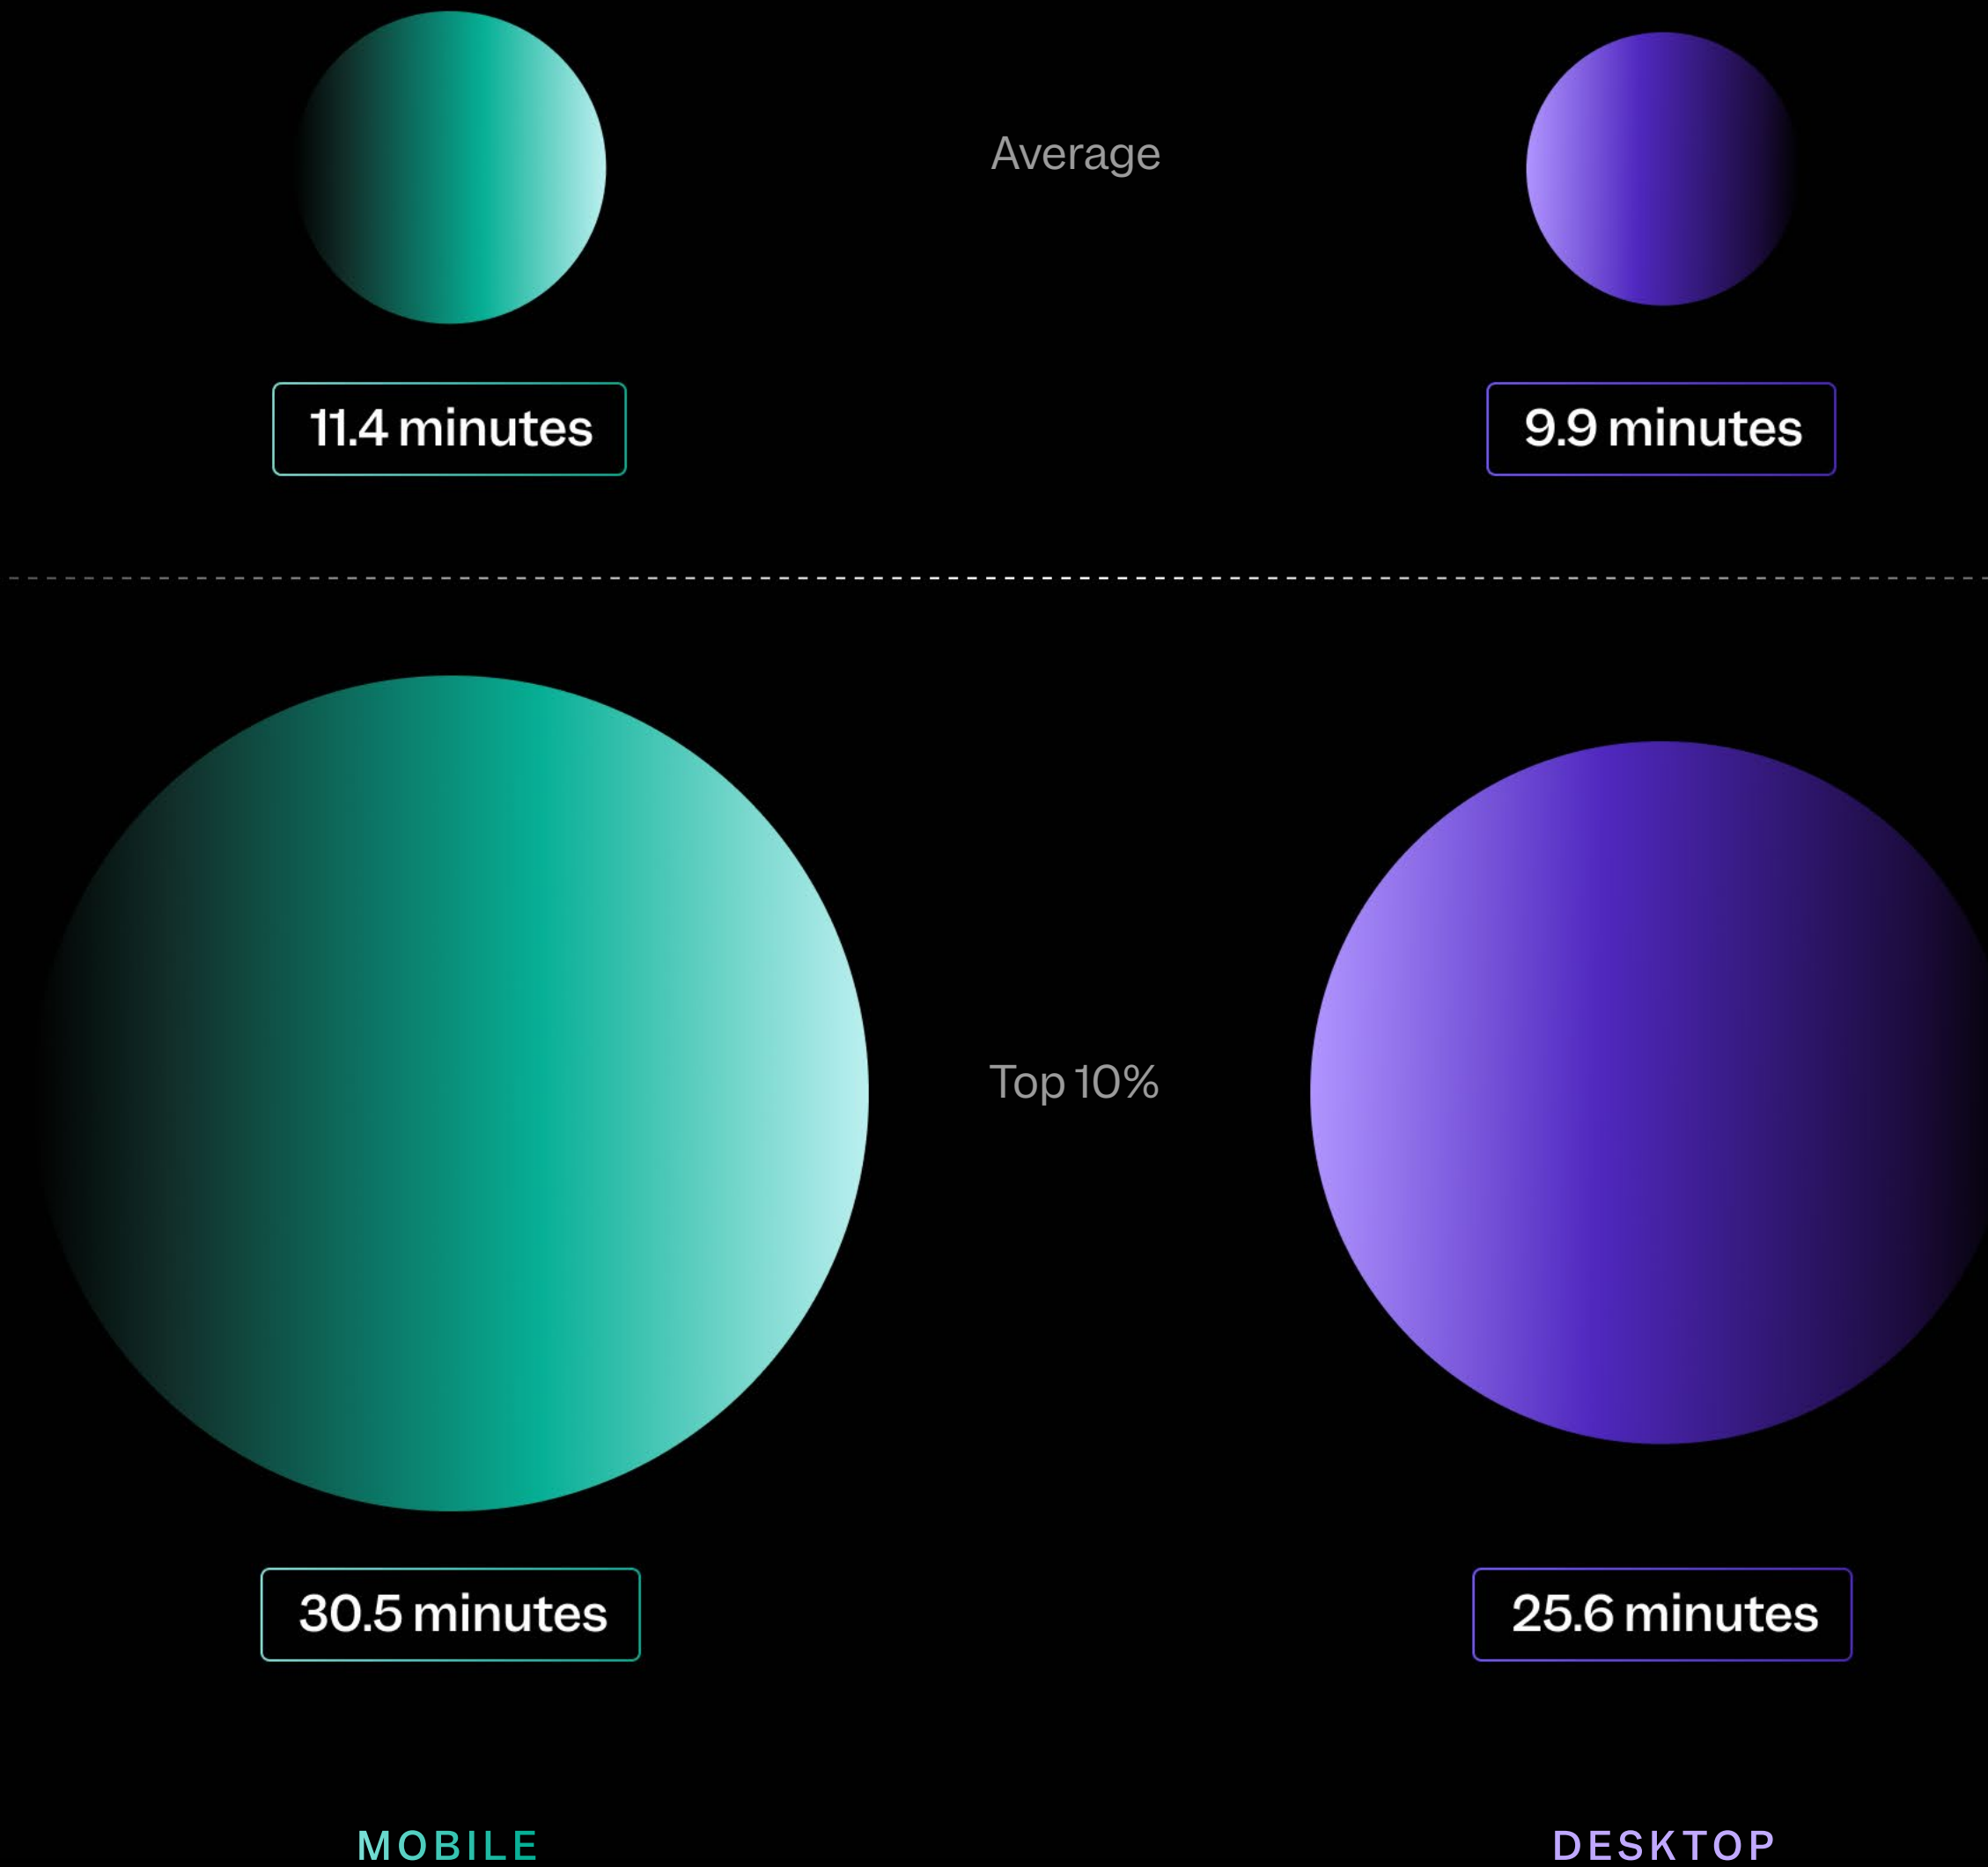 Average
11.4 minutes
9.9 minutes
Top 10%
30.5 minutes
25.6 minutes
MOBILE
DESKTOP